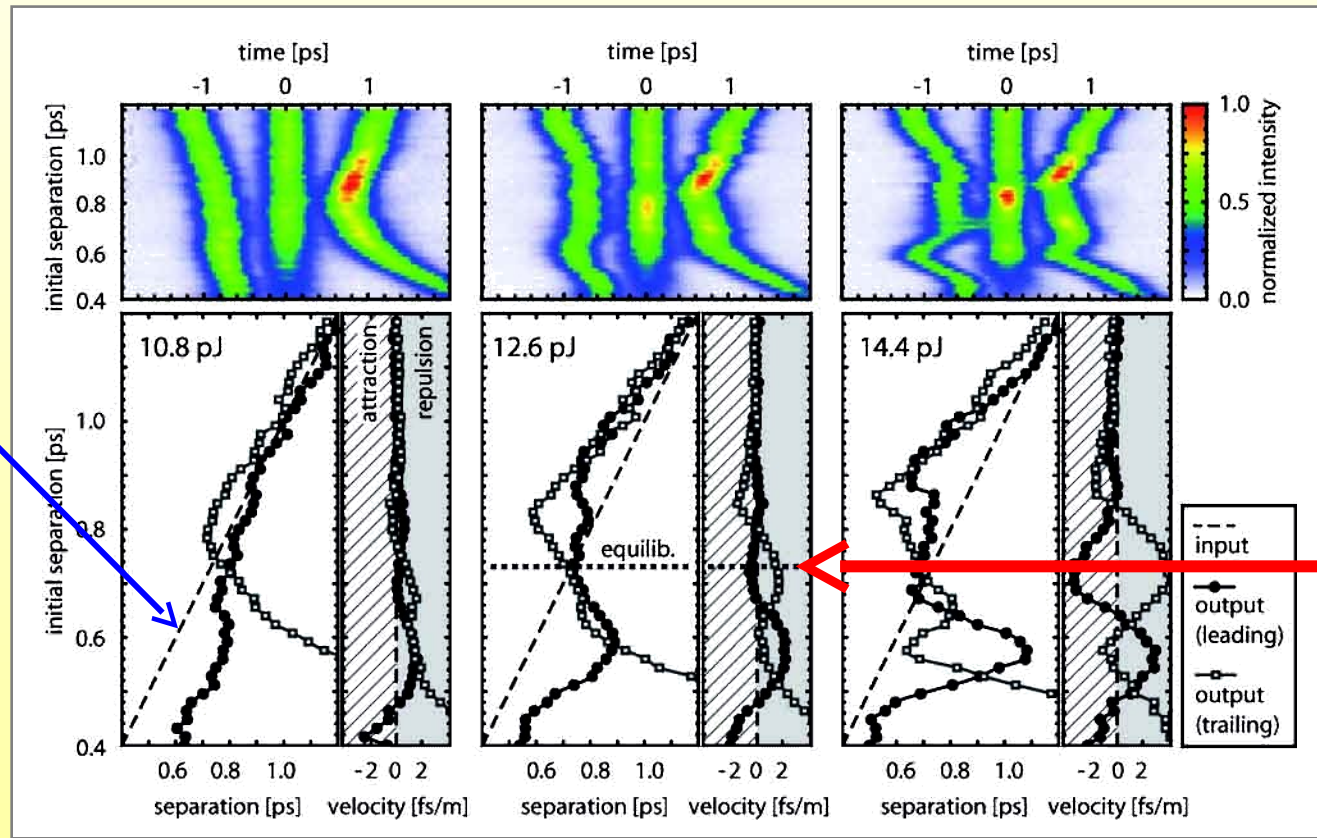 time [ps]
time [ps]
time [ps]
-1 0 1
-1 0 1
-1 0 1
initial separation [ps]
1.0
0.8
0.6
0.4
1.0
0.5
0.0
normalized intensity
10.8 pJ
attraction
repulsion
12.6 pJ
14.4 pJ
initial separation [ps]
1.0
0.8
0.6
0.4
equilib.
input
output
(leading)
output
(trailing)
0.6 0.8 1.0
-2 0 2
0.6 0.8 1.0
-2 0 2
0.6 0.8 1.0
-2 0 2
separation [ps]
velocity [fs/m]
separation [ps]
velocity [fs/m]
separation [ps]
velocity [fs/m]